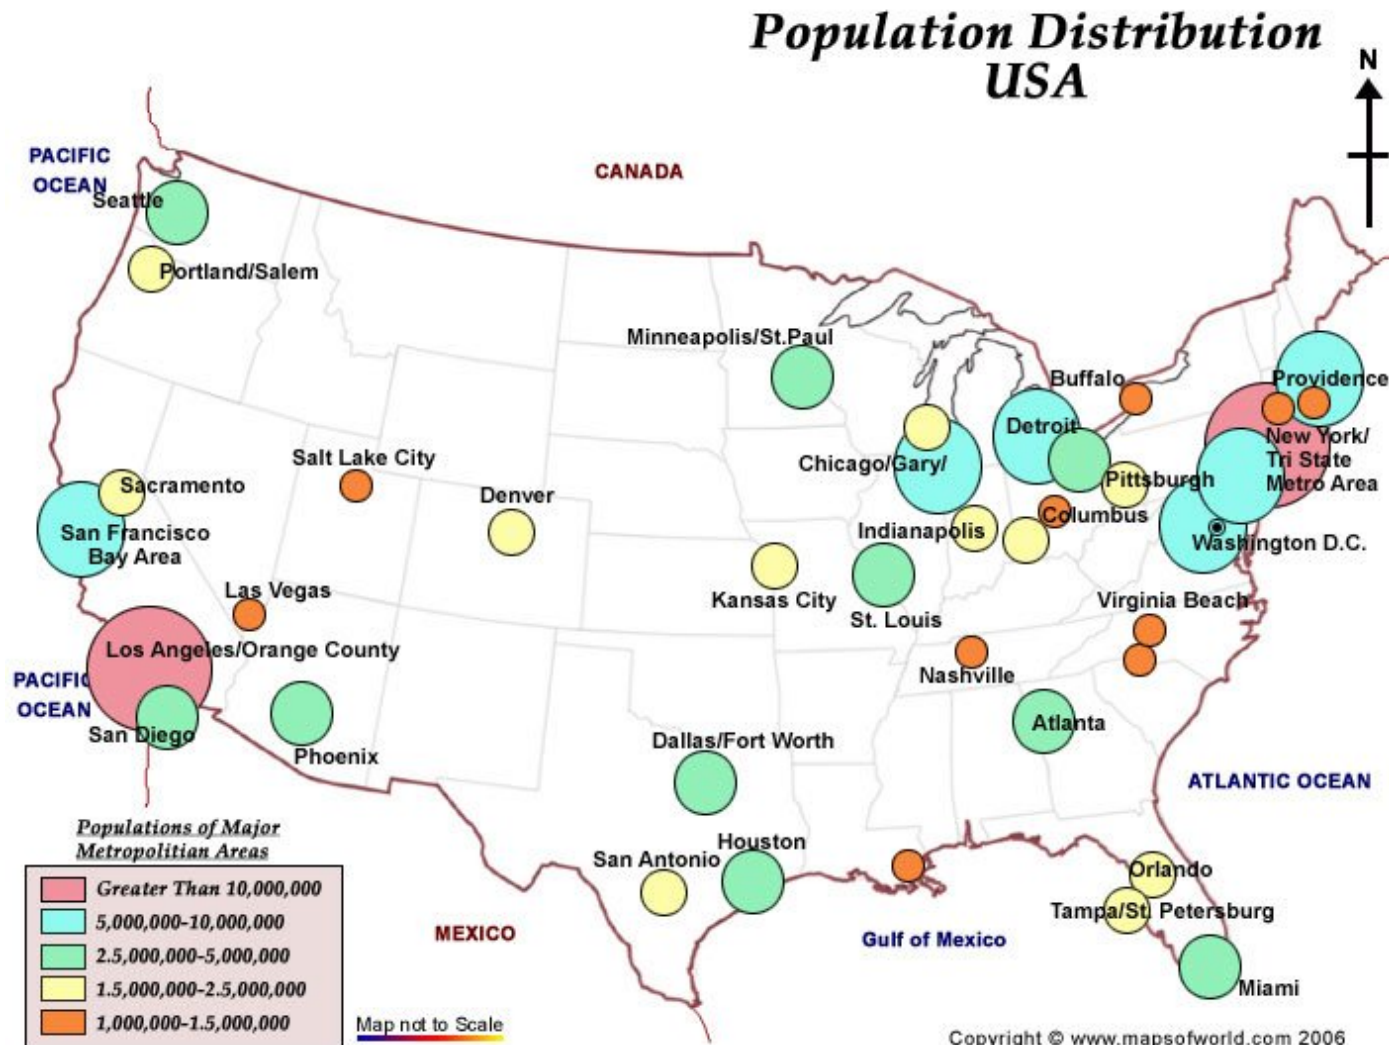 Population Distribution
USA
N
PACIFIC
OCEAN
CANADA
Seattle
Portland/Salem
Minneapolis/St.Paul
Buffalo
Providence
Detroit
New York/
Tri State
Metro Area
Salt Lake City
Chicago/Gary/
Pittsburgh
Sacramento
Denver
San Francisco
Bay Area
Indianapolis
Columbus
Washington D.C.
Las Vegas
Kansas City
St. Louis
Virginia Beach
Los Angeles/Orange County
Nashville
PACIFIC
OCEAN
San Diego
Phoenix
Dallas/Fort Worth
Atlanta
ATLANTIC OCEAN
Populations of Major
Metropolitian Areas
Greater Than 10,000,000
5,000,000-10,000,000
2.5,000,000-5,000,000
1.5,000,000-2.5,000,000
1,000,000-1.5,000,000
San Antonio
Houston
Orlando
Tampa/St. Petersburg
MEXICO
Gulf of Mexico
Miami
Map not to Scale
Copyright © www.mapsofworld.com 2006